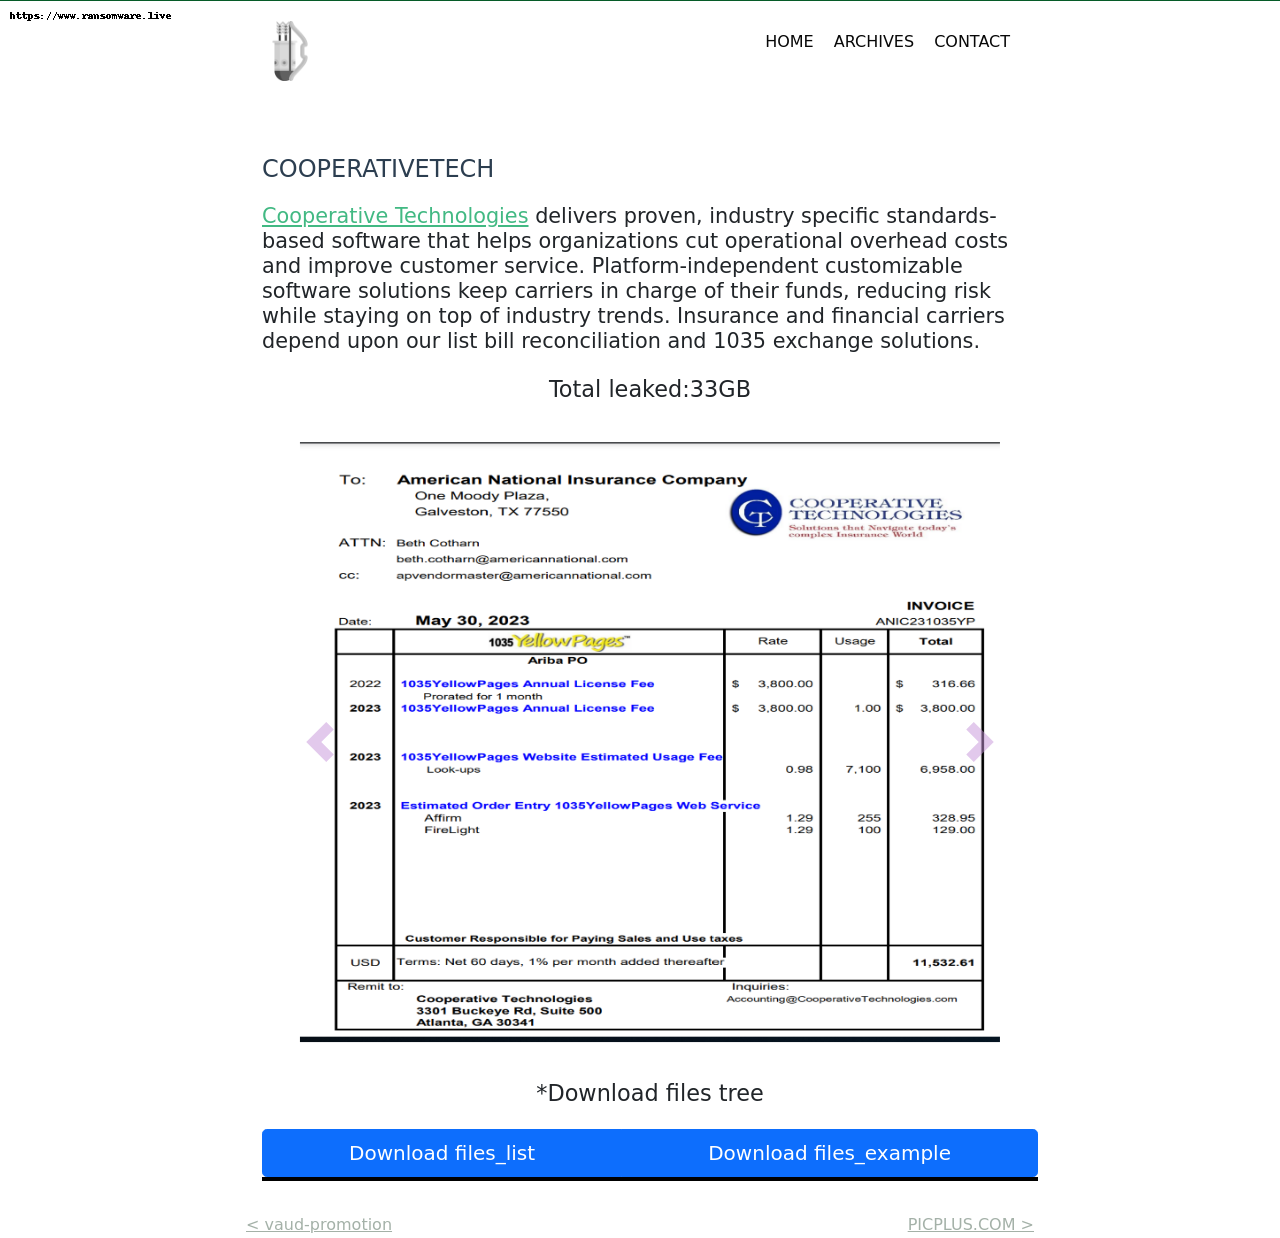 https://www.ransomware.live
HOME ARCHIVES CONTACT
COOPERATIVETECH
Cooperative Technologies delivers proven, industry specific standards-
based software that helps organizations cut operational overhead costs
and improve customer service. Platform-independent customizable
software solutions keep carriers in charge of their funds, reducing risk
while staying on top of industry trends. Insurance and financial carriers
depend upon our list bill reconciliation and 1035 exchange solutions.
Total leaked:33GB
To: American National Insurance Company
One Moody Plaza,
Galveston, TX 77550
COOPERATIVE
TECHNOLOGIES
Solutions that Navigate today's
complex Insurance World
ATTN: Beth Cotharn
beth.cotharn@americannational.com
cc: apvendormaster@americannational.com
INVOICE
Date: May 30, 2023 ANIC231035YP
1035 YellowPages™ Rate Usage Total
Ariba PO
2022 1035YellowPages Annual License Fee $ 3,800.00 $ 316.66
Prorated for 1 month
2023 1035YellowPages Annual License Fee $ 3,800.00 1.00 $ 3,800.00
2023 1035YellowPages Website Estimated Usage Fee
Look-ups 0.98 7,100 6,958.00
2023 Estimated Order Entry 1035YellowPages Web Service
Affirm 1.29 255 328.95
FireLight 1.29 100 129.00
Customer Responsible for Paying Sales and Use taxes
USD Terms: Net 60 days, 1% per month added thereafter 11,532.61
Remit to: Inquiries:
Cooperative Technologies Accounting@CooperativeTechnologies.com
3301 Buckeye Rd, Suite 500
Atlanta, GA 30341
*Download files tree
Download files_list Download files_example
< vaud-promotion PICPLUS.COM >